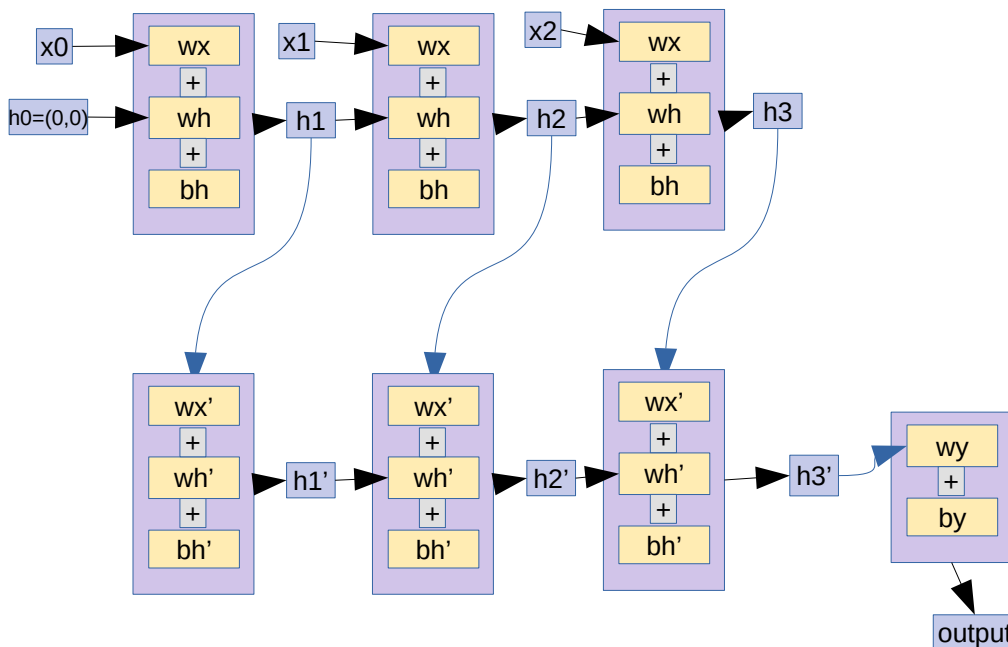 x0
wx
x1
wx
x2
wx
+
+
+
h0=(0,0)
wh
h1
wh
h2
wh
h3
+
+
+
bh
bh
bh
wx’
wx’
wx’
+
+
+
wy
wh’
h1’
wh’
h2’
wh’
h3’
+
+
+
+
bh’
bh’
bh’
by
output